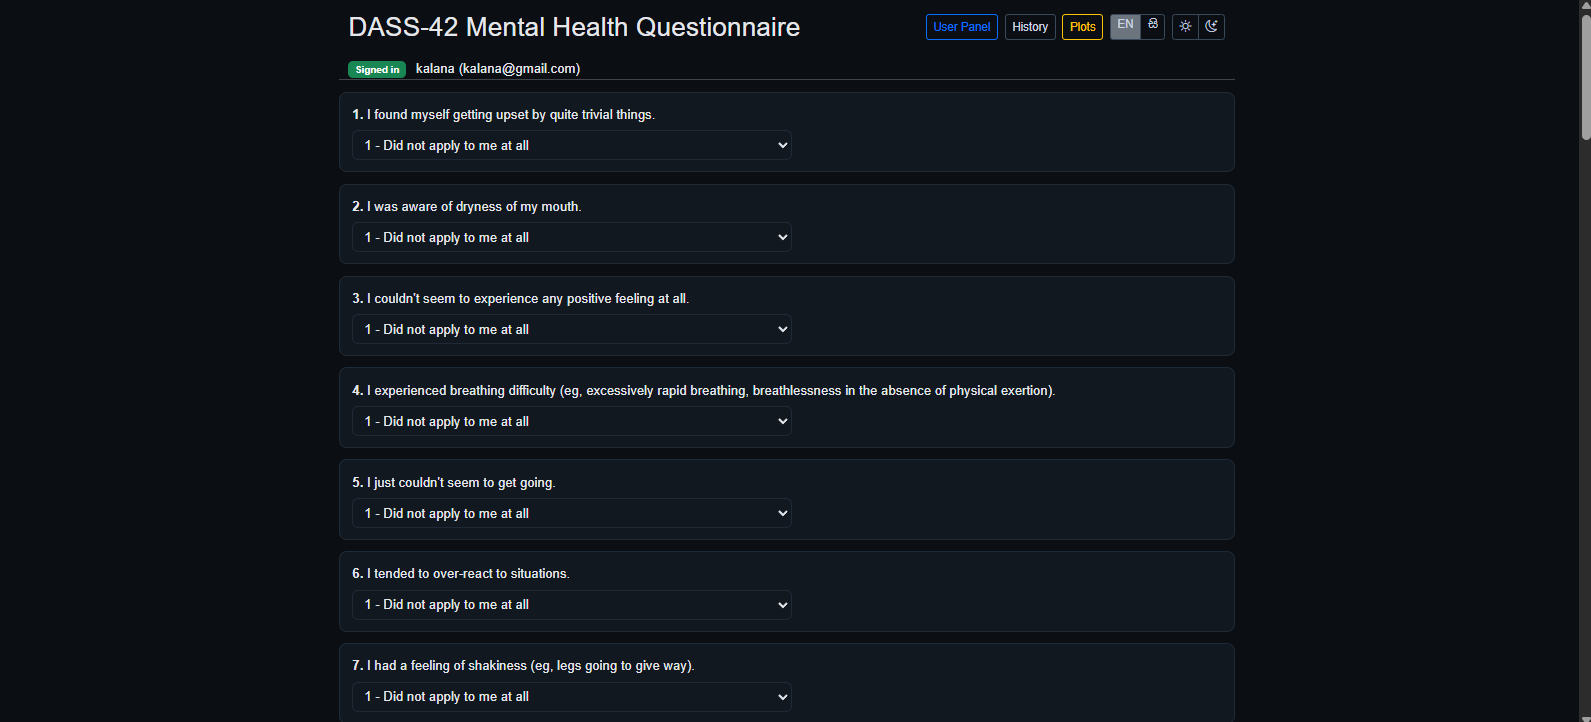 DASS-42 Mental Health Questionnaire
User Panel
History
Plots
EN
Signed in kalana (kalana@gmail.com)
1. I found myself getting upset by quite trivial things.
1 - Did not apply to me at all
2. I was aware of dryness of my mouth.
1 - Did not apply to me at all
3. I couldn't seem to experience any positive feeling at all.
1 - Did not apply to me at all
4. I experienced breathing difficulty (eg, excessively rapid breathing, breathlessness in the absence of physical exertion).
1 - Did not apply to me at all
5. I just couldn't seem to get going.
1 - Did not apply to me at all
6. I tended to over-react to situations.
1 - Did not apply to me at all
7. I had a feeling of shakiness (eg, legs going to give way).
1 - Did not apply to me at all